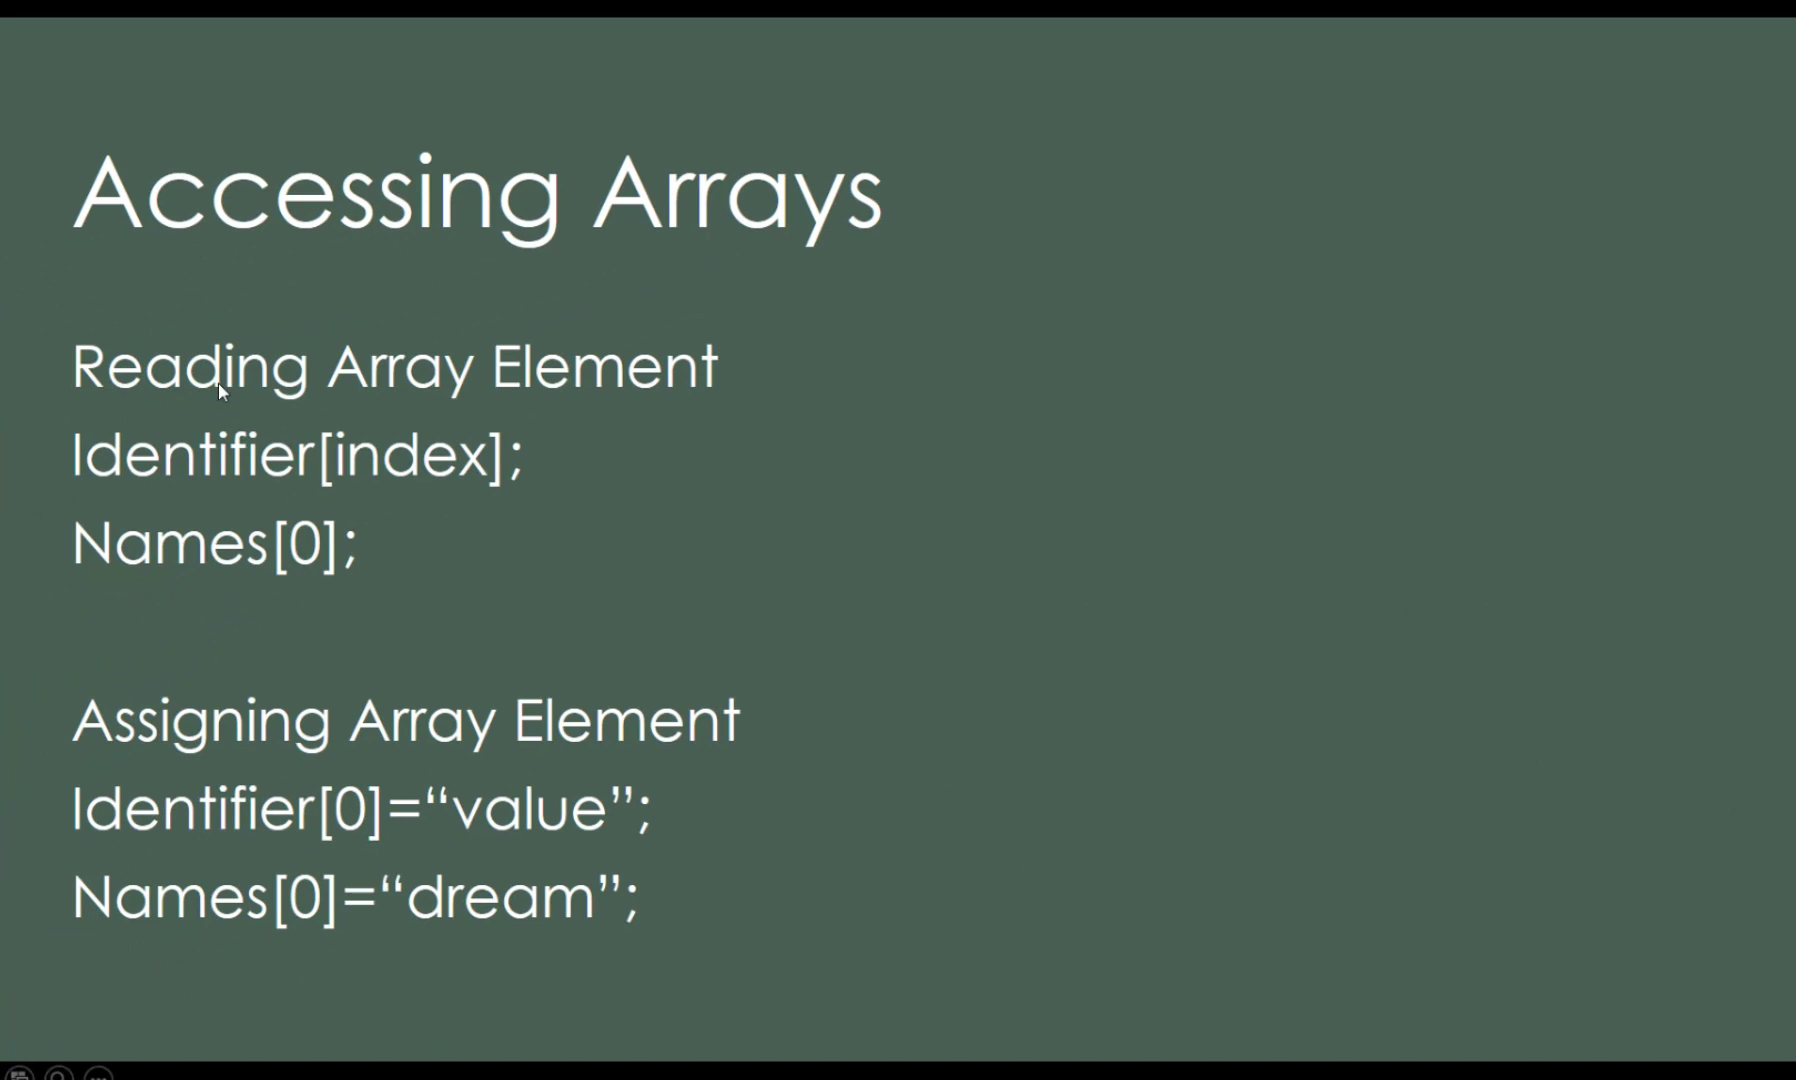 Accessing Arrays
Reading Array Element
Identifier[index];
Names[0];
Assigning Array Element
Identifier[0]=“value”;
Names[0]=“dream”;